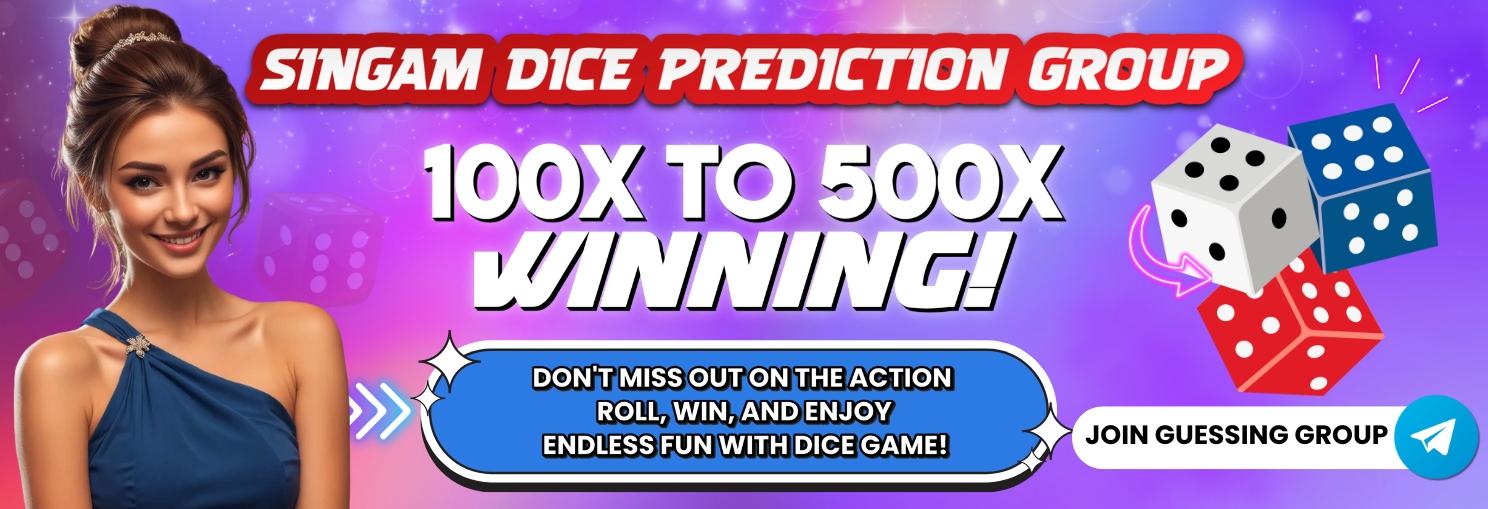 SINGAM DICE PREDICTION GROUP
100X TO 500X
WINNING!
DON'T MISS OUT ON THE ACTION
ROLL, WIN, AND ENJOY
ENDLESS FUN WITH DICE GAME!
JOIN GUESSING GROUP